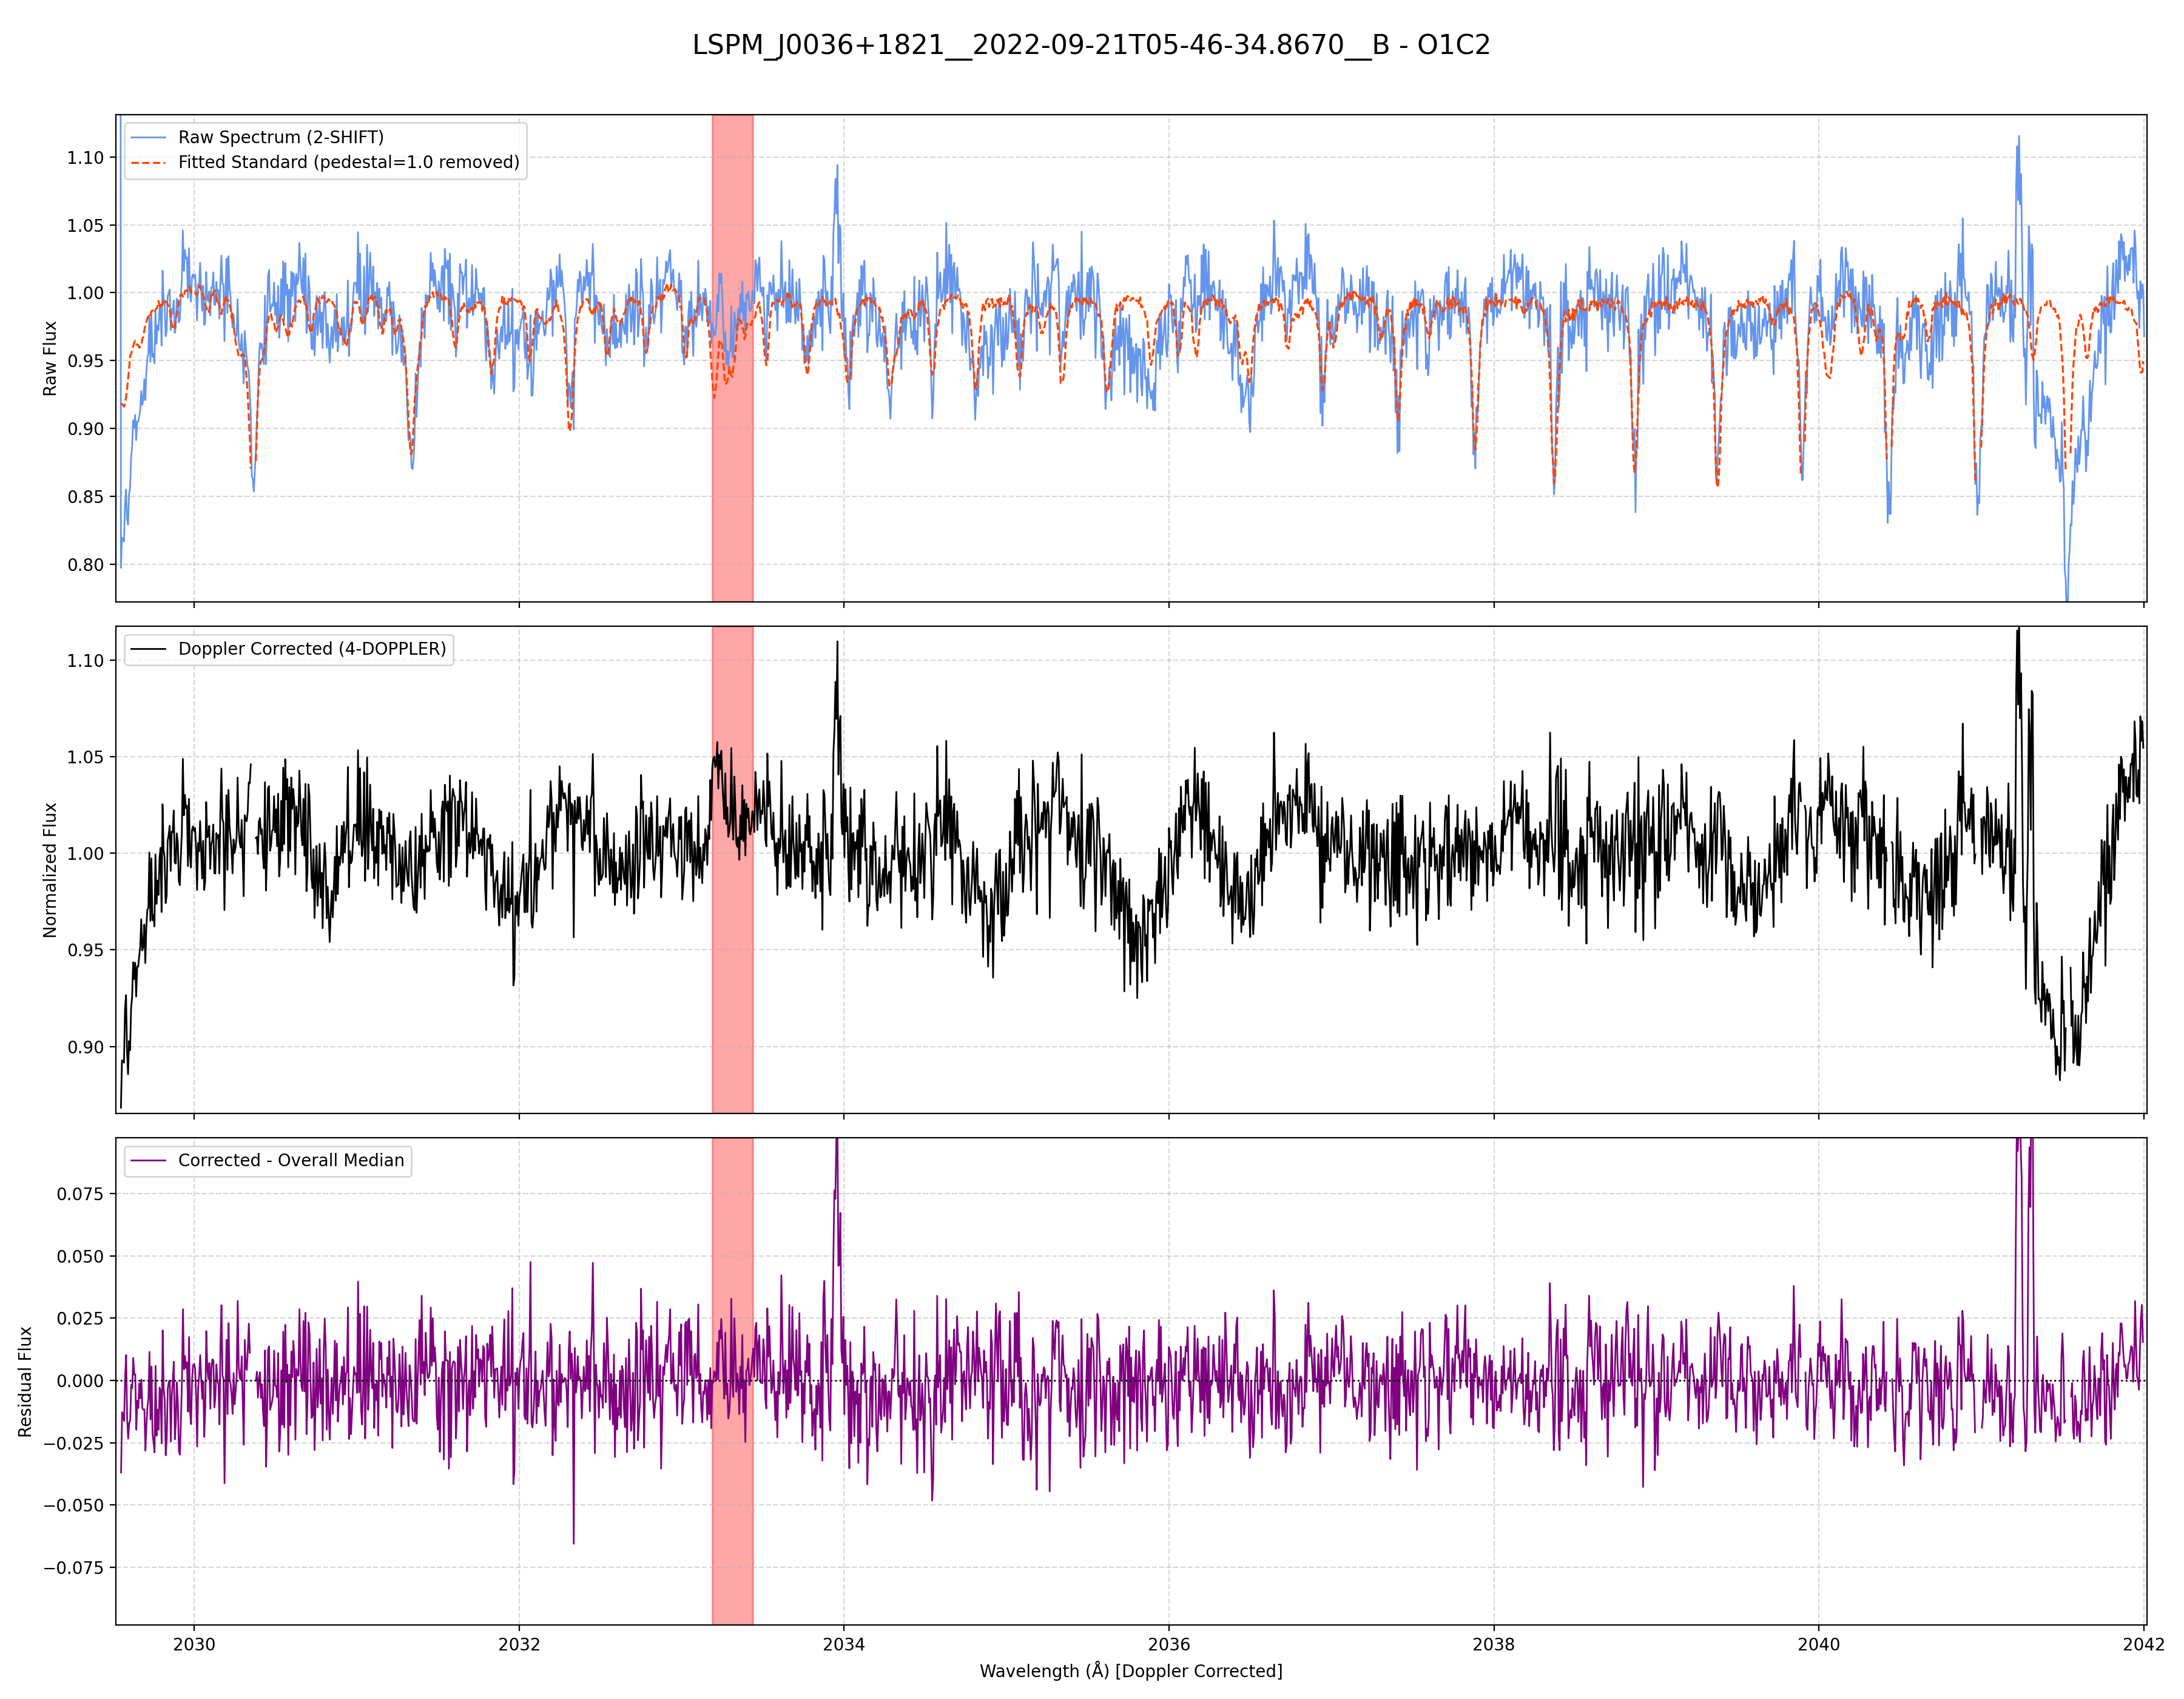 LSPM_J0036+1821__2022-09-21T05-46-34.8670__B - O1C2
Raw Spectrum (2-SHIFT)
Fitted Standard (pedestal=1.0 removed)
Raw Flux
1.10
1.05
1.00
0.95
0.90
0.85
0.80
Doppler Corrected (4-DOPPLER)
Normalized Flux
1.10
1.05
1.00
0.95
0.90
Corrected - Overall Median
Residual Flux
0.075
0.050
0.025
0.000
−0.025
−0.050
−0.075
2030 2032 2034 2036 2038 2040 2042
Wavelength (Å) [Doppler Corrected]